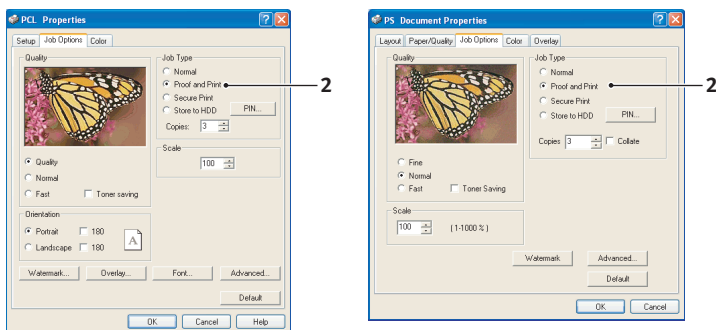 PCL Properties
Setup Job Options Color
Quality
Job Type
Normal
Proof and Print
2
Secure Print
Store to HDD PIN...
Copies: 3
Scale
100
Quality
Normal
Fast Toner saving
Orientation
Portrait 180
Landscape 180
A
Watermark... Overlay... Font... Advanced...
Default
OK Cancel Help
PS Document Properties
Layout Paper/Quality Job Options Color Overlay
Quality
Job Type
Normal
Proof and Print
2
Secure Print
Store to HDD PIN...
Copies 3 Collate
Fine
Normal
Fast Toner Saving
Scale
100 (1-1000 %)
Watermark Advanced...
Default
OK Cancel